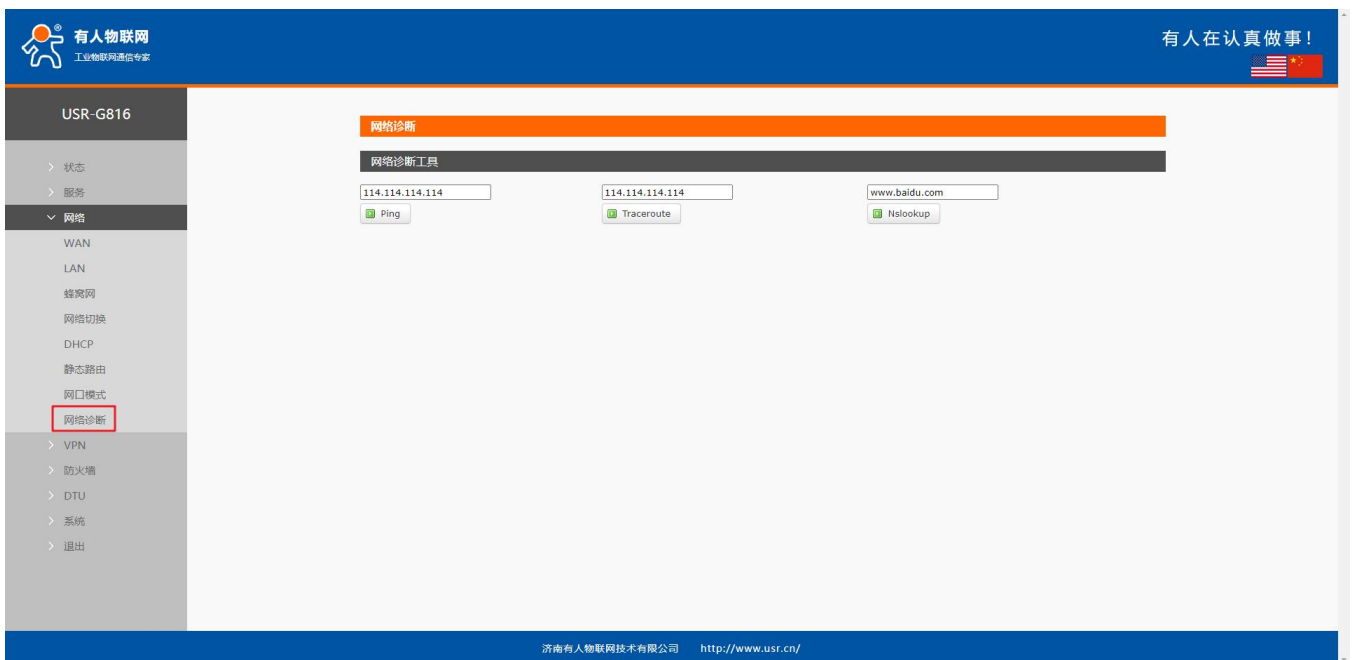 有人物联网
工业物联网通信专家
有人在认真做事！
USR-G816
状态
服务
网络
WAN
LAN
蜂窝网
网络切换
DHCP
静态路由
网口模式
网络诊断
VPN
防火墙
DTU
系统
退出
网络诊断
网络诊断工具
114.114.114.114 114.114.114.114 www.baidu.com
Ping Traceroute Nslookup
济南有人物联网技术有限公司 http://www.usr.cn/